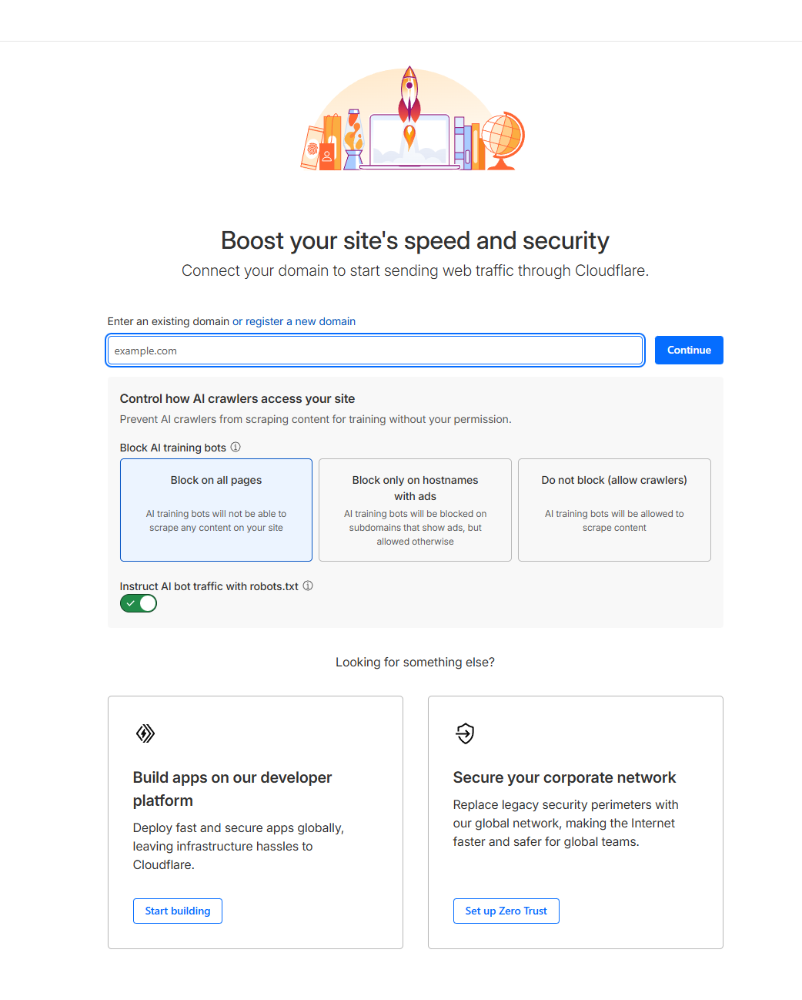 Boost your site's speed and security
Connect your domain to start sending web traffic through Cloudflare.
Enter an existing domain or register a new domain
example.com
Continue
Control how AI crawlers access your site
Prevent AI crawlers from scraping content for training without your permission.
Block AI training bots
Block on all pages
AI training bots will not be able to
scrape any content on your site
Block only on hostnames
with ads
AI training bots will be blocked on
subdomains that show ads, but
allowed otherwise
Do not block (allow crawlers)
AI training bots will be allowed to
scrape content
Instruct AI bot traffic with robots.txt
Looking for something else?
Build apps on our developer
platform
Deploy fast and secure apps globally,
leaving infrastructure hassles to
Cloudflare.
Start building
Secure your corporate network
Replace legacy security perimeters with
our global network, making the Internet
faster and safer for global teams.
Set up Zero Trust